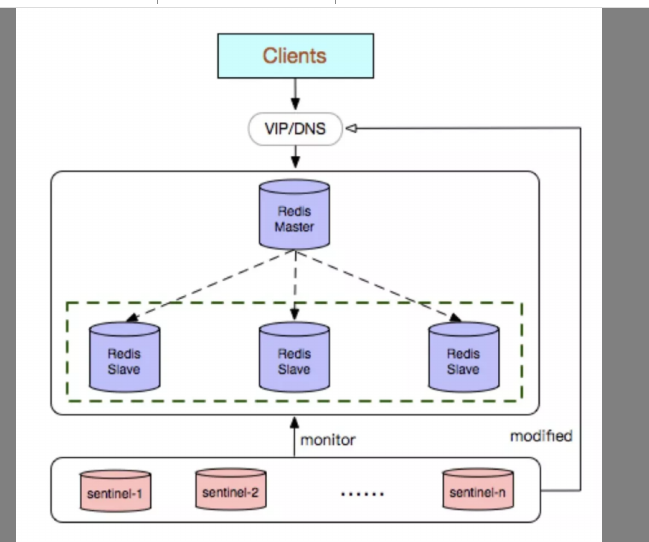 Clients
VIP/DNS
Redis
Master
Redis
Slave
Redis
Slave
Redis
Slave
monitor
modified
sentinel-1
sentinel-2
......
sentinel-n